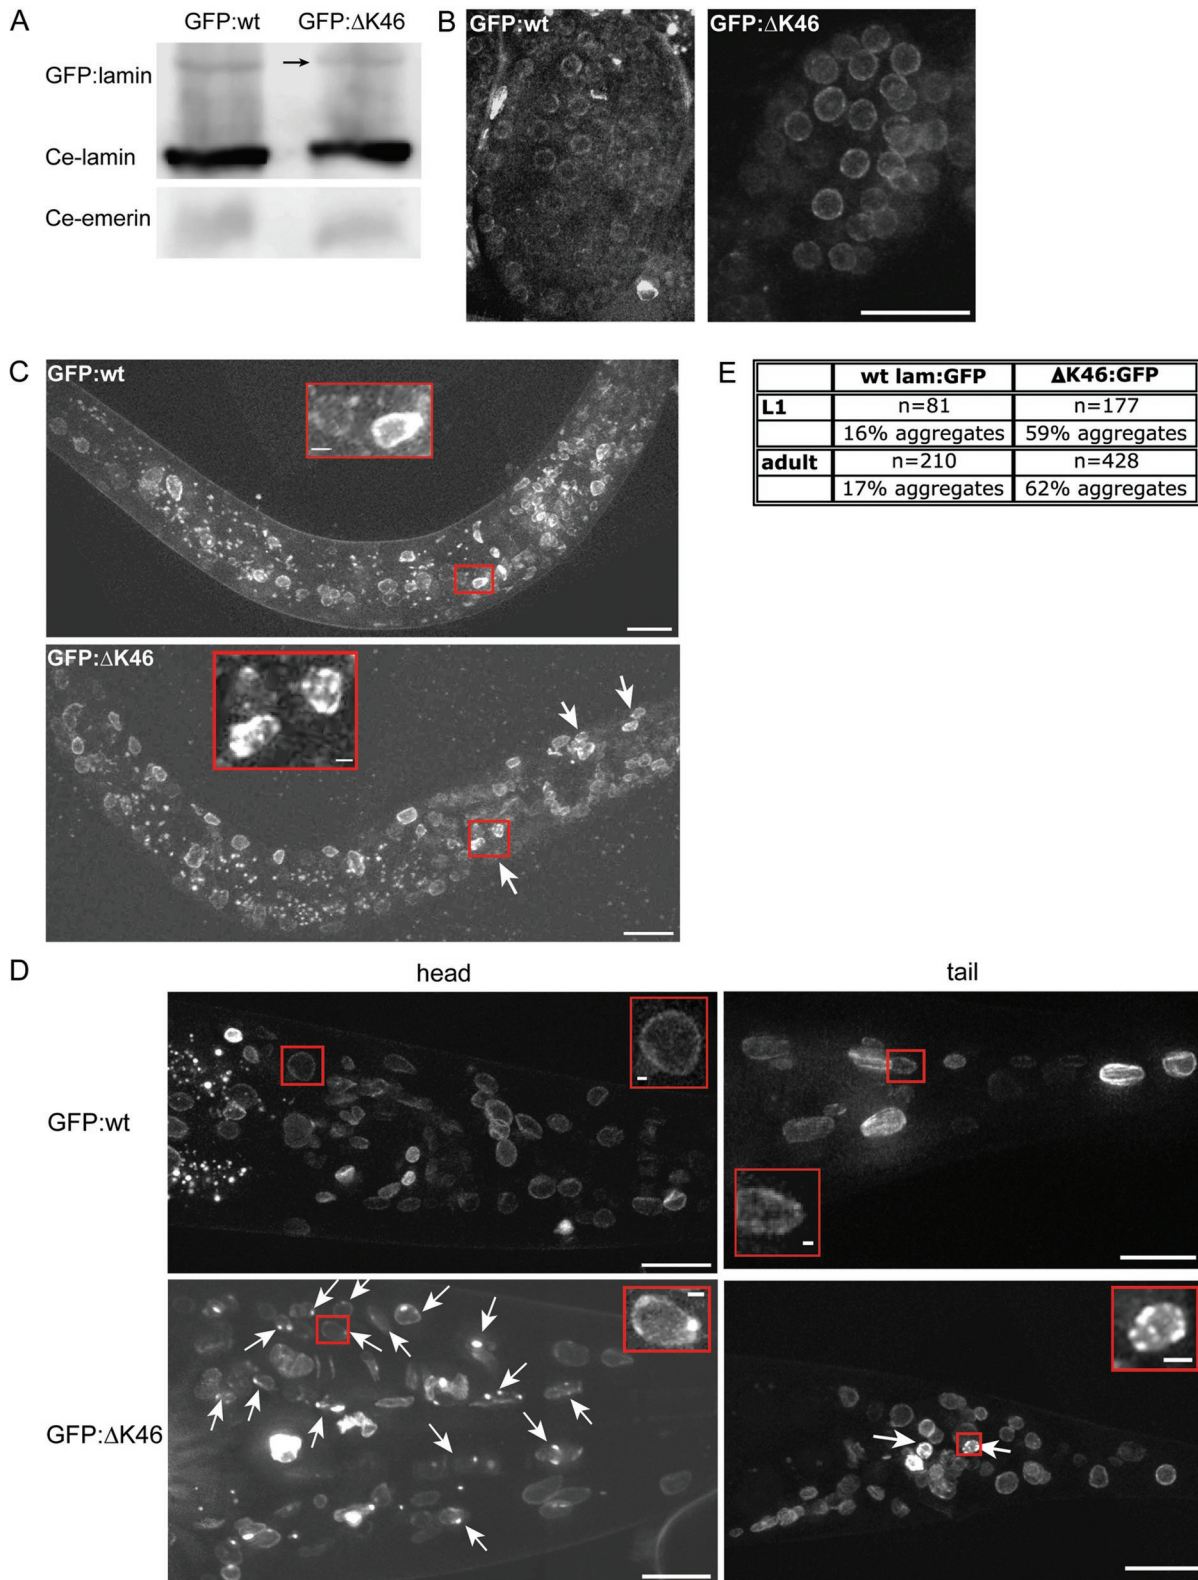 A
GFP:wt GFP:ΔK46
GFP:lamin
Ce-lamin
Ce-emerin
B
GFP:wt
GFP:ΔK46
C
GFP:wt
GFP:ΔK46
E
wt lam:GFP ΔK46:GFP
L1 n=81 n=177
16% aggregates 59% aggregates
adult n=210 n=428
17% aggregates 62% aggregates
D
head tail
GFP:wt
GFP:ΔK46